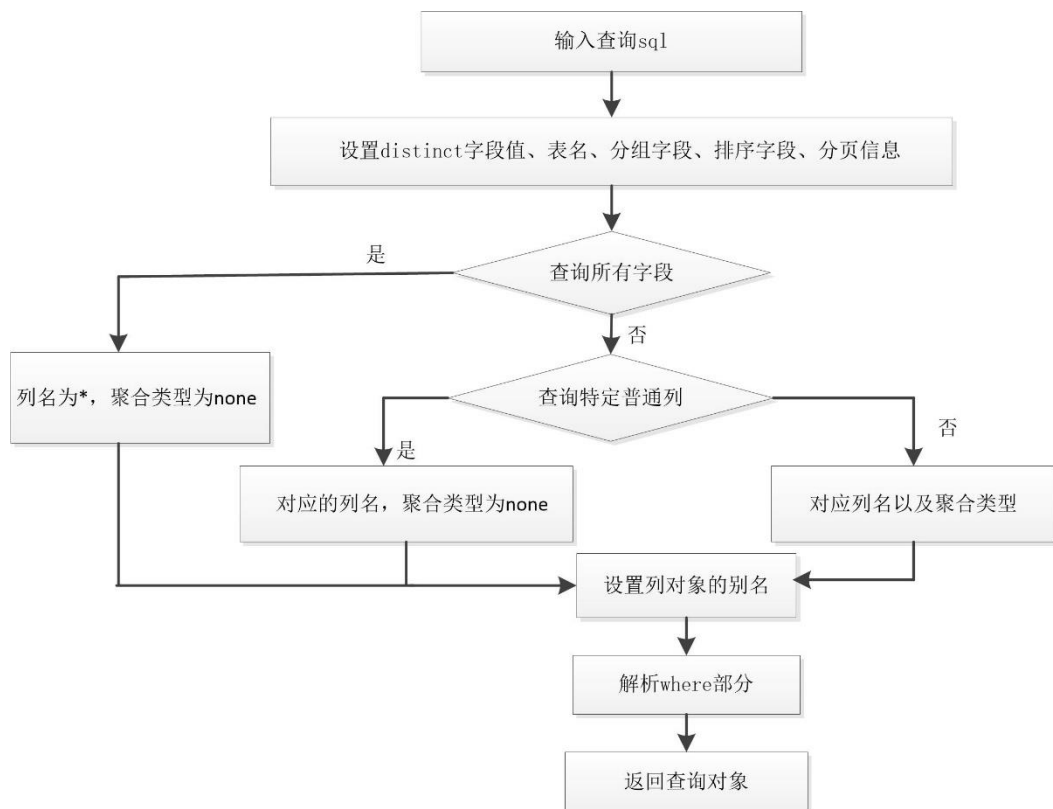 输入查询sql
设置distinct字段值、表名、分组字段、排序字段、分页信息
是
查询所有字段
否
列名为*，聚合类型为none
查询特定普通列
是
否
对应的列名，聚合类型为none
对应列名以及聚合类型
设置列对象的别名
解析where部分
返回查询对象